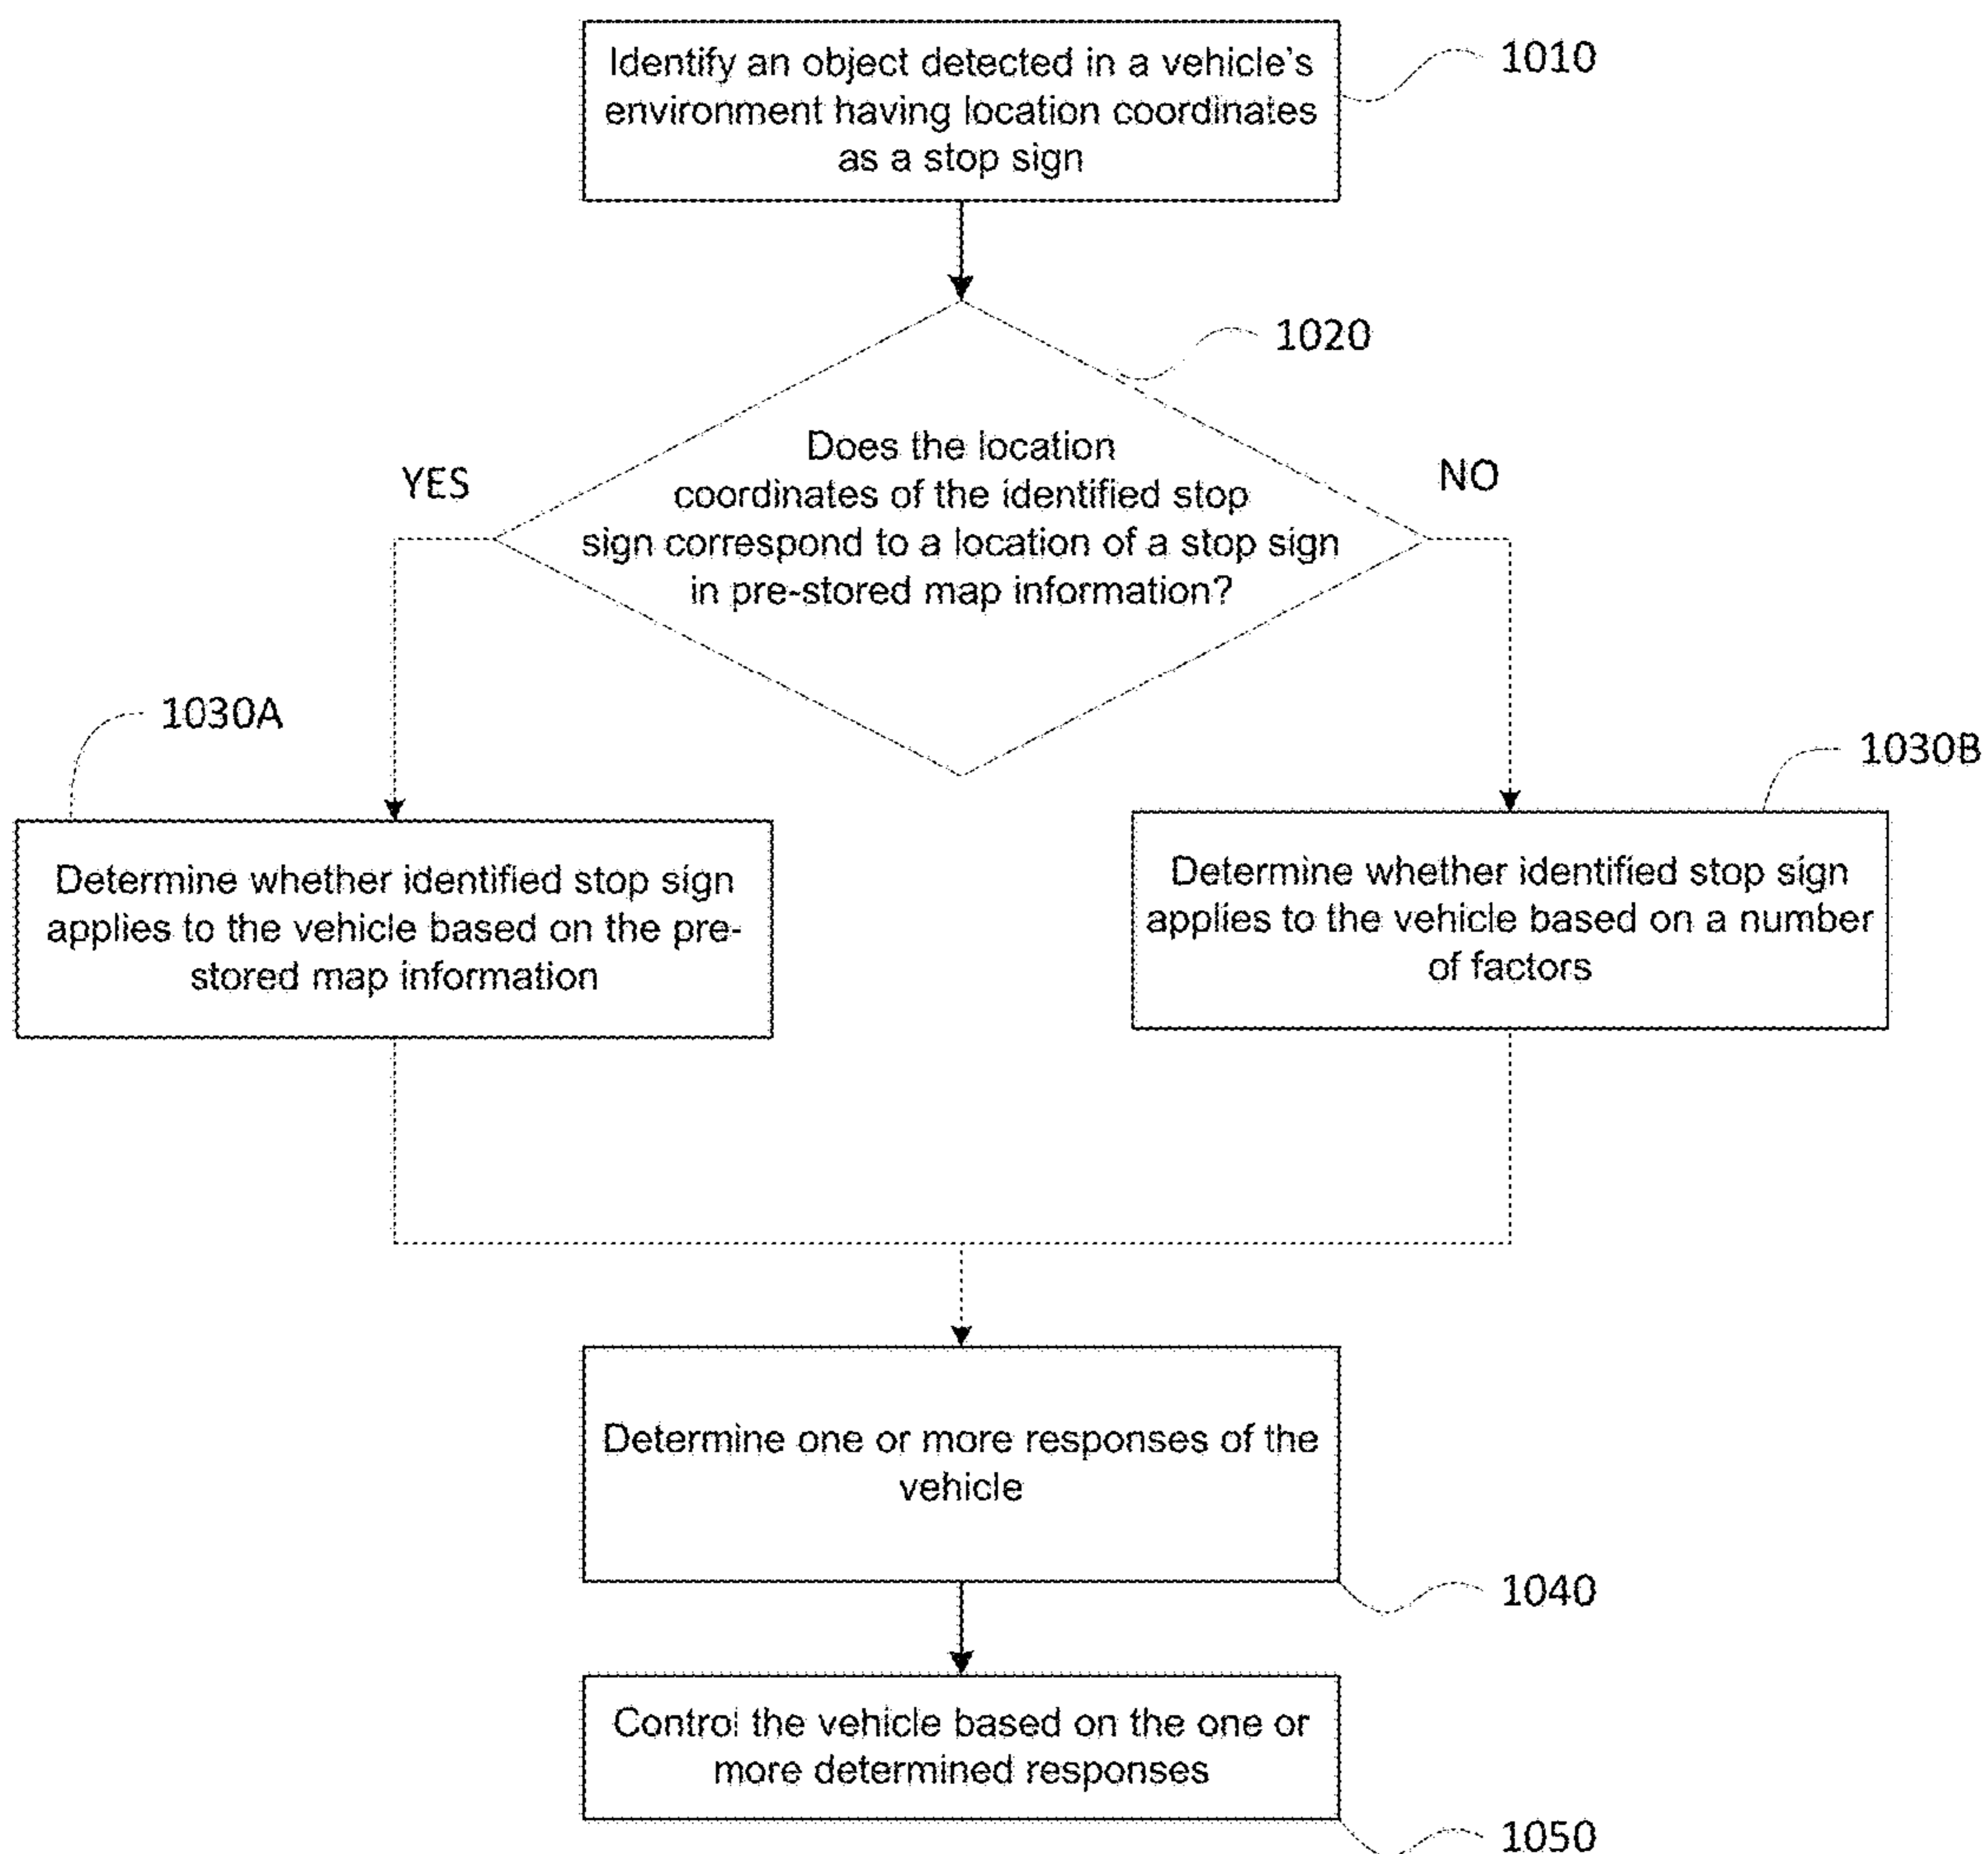 Identify an object detected in a vehicle's
environment having location coordinates
as a stop sign
1010
1020
Does the location
coordinates of the identified stop
sign correspond to a location of a stop sign
in pre-stored map information?
YES
NO
1030A
1030B
Determine whether identified stop sign
applies to the vehicle based on the pre-
stored map information
Determine whether identified stop sign
applies to the vehicle based on a number
of factors
Determine one or more responses of the
vehicle
1040
Control the vehicle based on the one or
more determined responses
1050